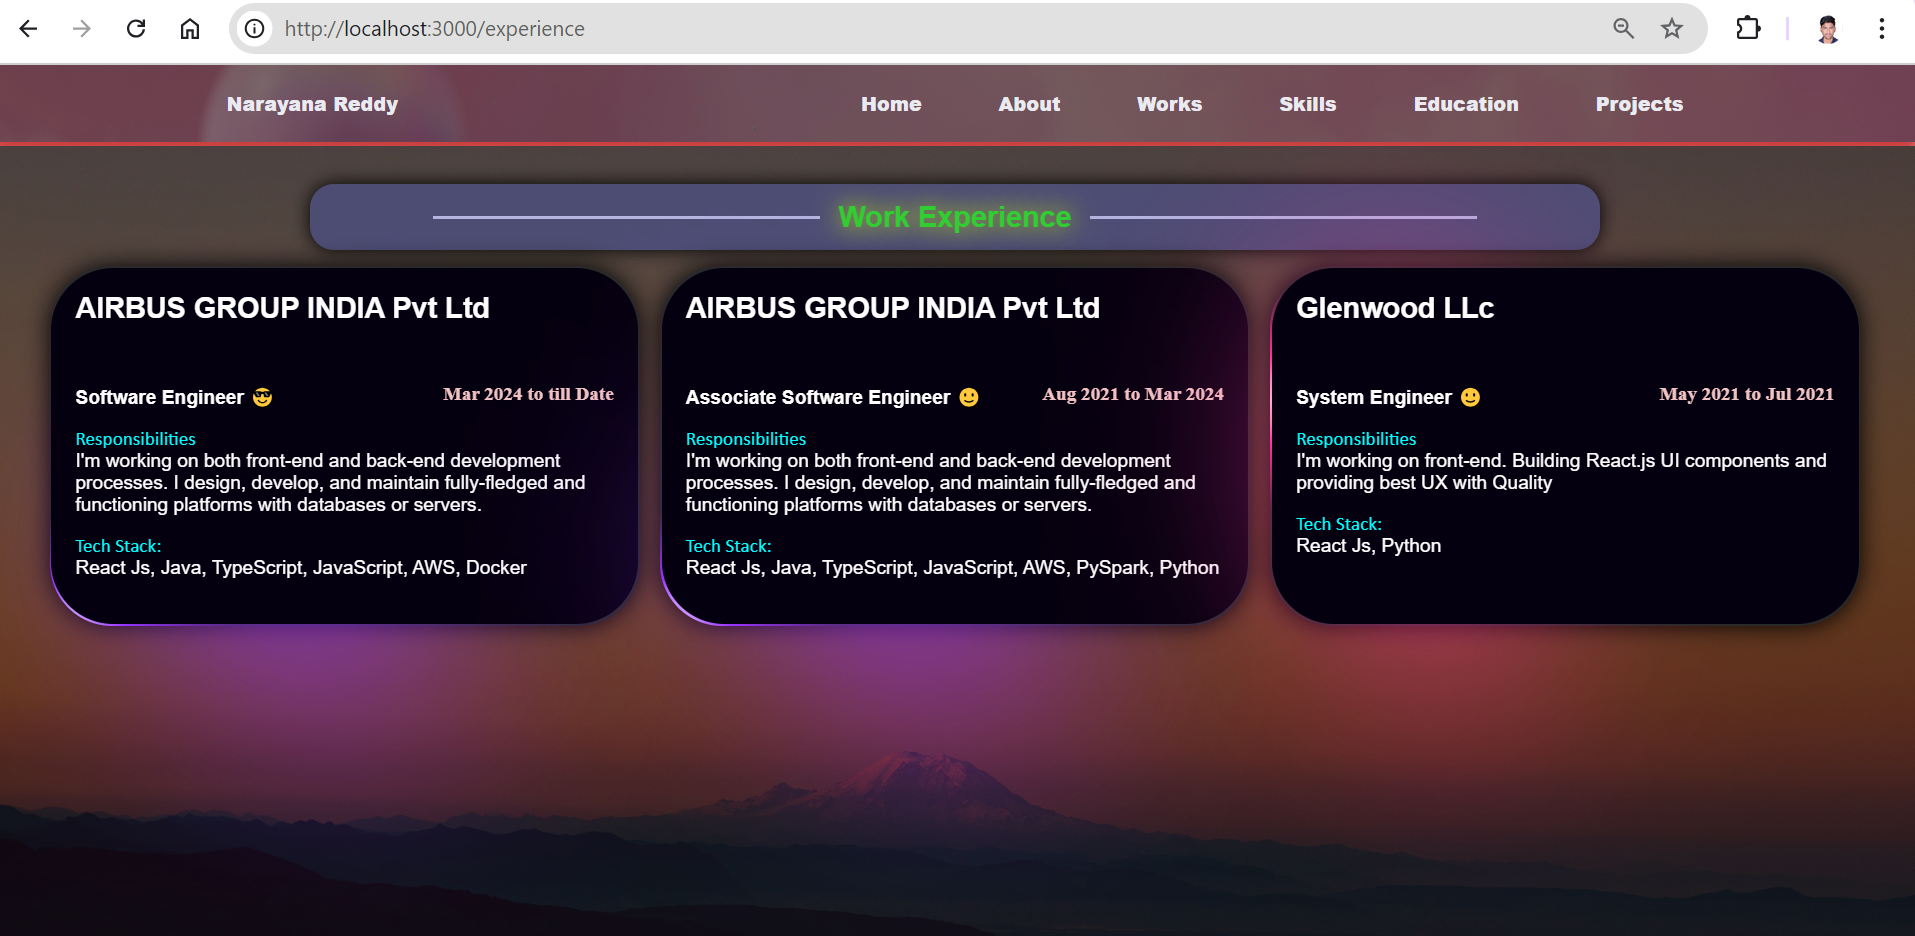 http://localhost:3000/experience
Narayana Reddy Home About Works Skills Education Projects
Work Experience
AIRBUS GROUP INDIA Pvt Ltd
Software Engineer 😎 Mar 2024 to till Date
Responsibilities
I'm working on both front-end and back-end development
processes. I design, develop, and maintain fully-fledged and
functioning platforms with databases or servers.
Tech Stack:
React Js, Java, TypeScript, JavaScript, AWS, Docker
AIRBUS GROUP INDIA Pvt Ltd
Associate Software Engineer 🙂 Aug 2021 to Mar 2024
Responsibilities
I'm working on both front-end and back-end development
processes. I design, develop, and maintain fully-fledged and
functioning platforms with databases or servers.
Tech Stack:
React Js, Java, TypeScript, JavaScript, AWS, PySpark, Python
Glenwood LLc
System Engineer 🙂 May 2021 to Jul 2021
Responsibilities
I'm working on front-end. Building React.js UI components and
providing best UX with Quality
Tech Stack:
React Js, Python